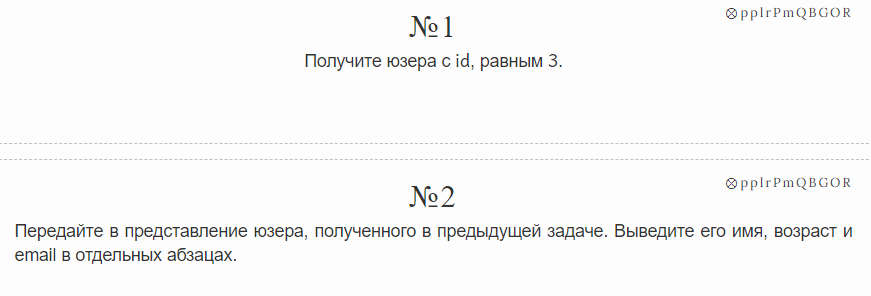 ⊗pplrPmQBGOR
№1
Получите юзера с id, равным 3.
⊗pplrPmQBGOR
№2
Передайте в представление юзера, полученного в предыдущей задаче. Выведите его имя, возраст и
email в отдельных абзацах.